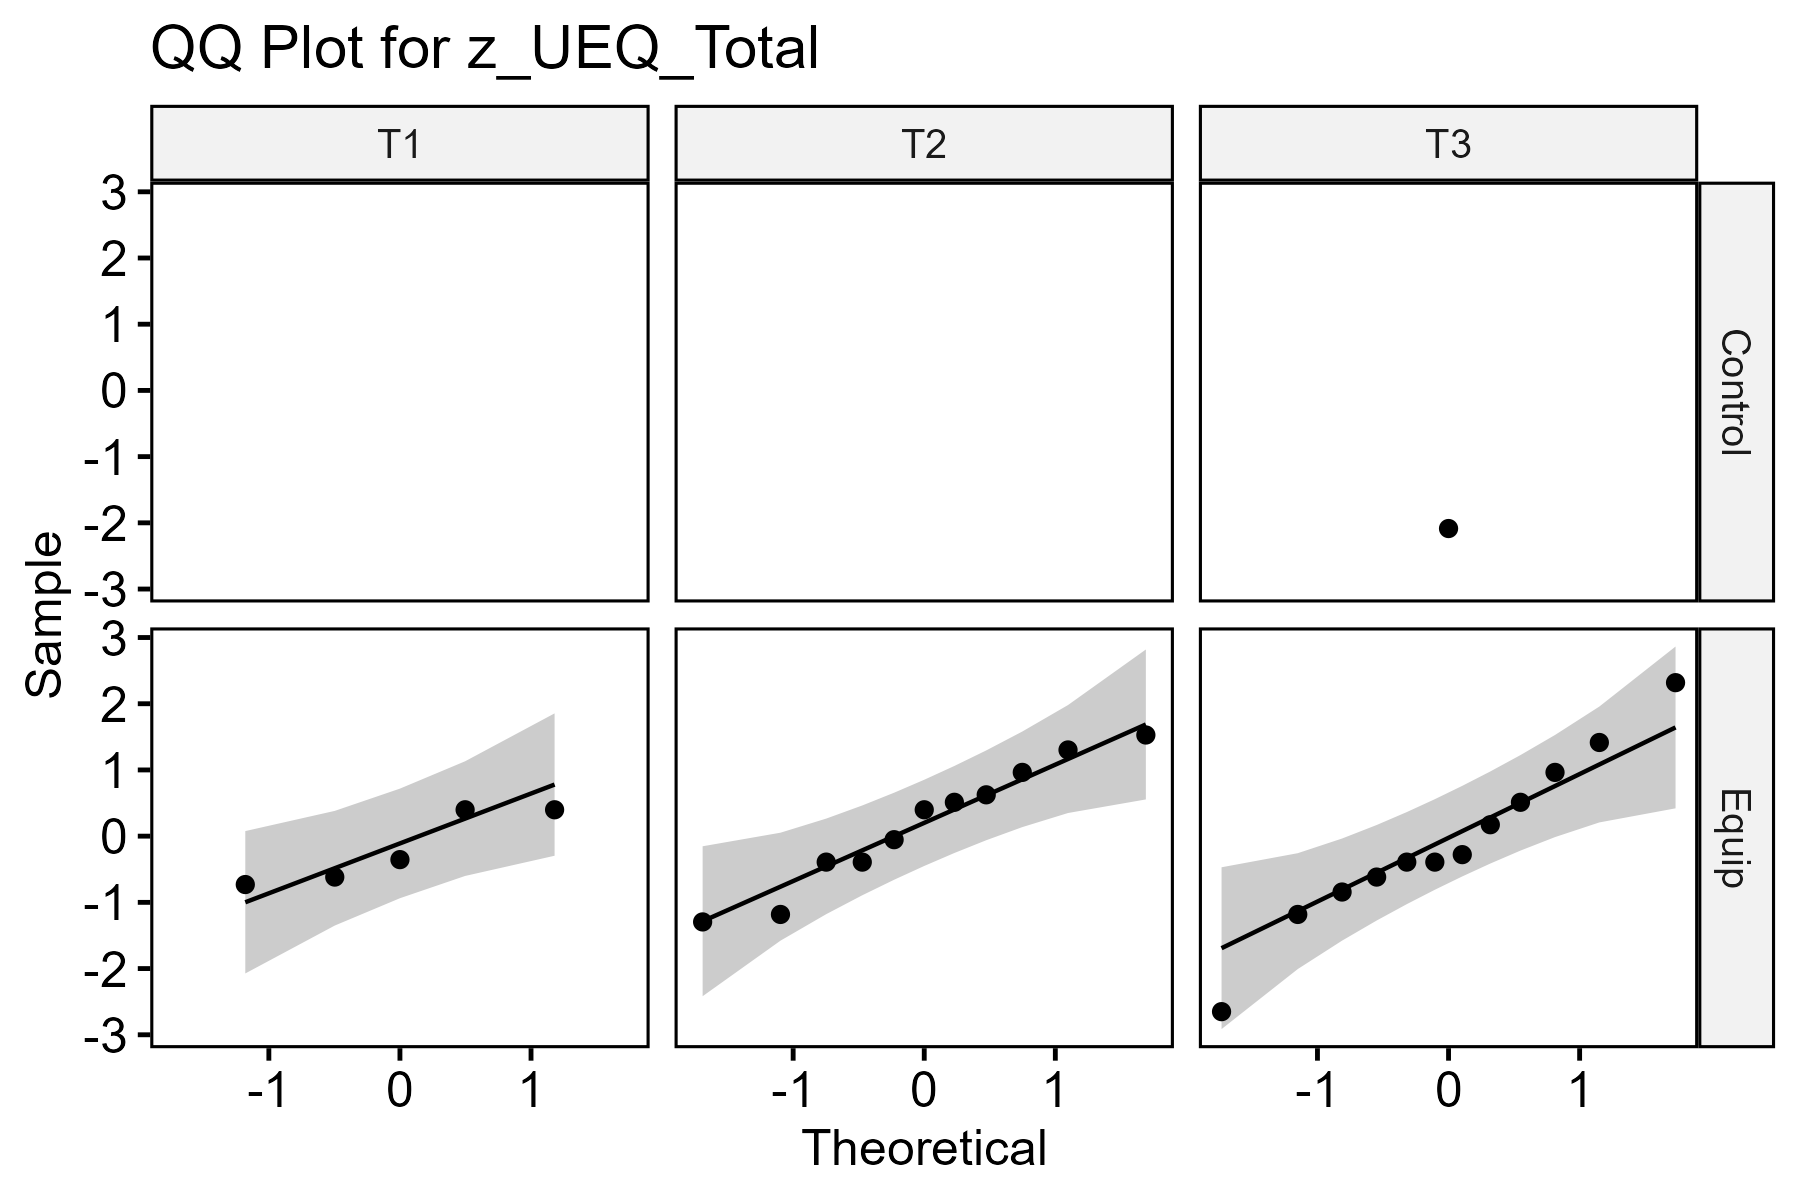 QQ Plot for z_UEQ_Total
T1 T2 T3
3
2
1
0
-1
-2
-3
Control
3
2
1
0
-1
-2
-3
Equip
Sample
-1 0 1 -1 0 1 -1 0 1
Theoretical